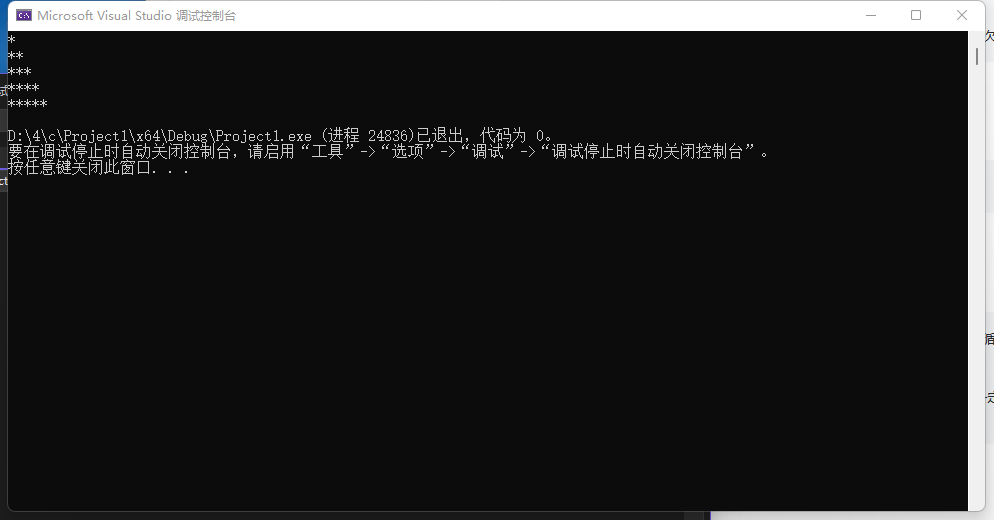 Microsoft Visual Studio 调试控制台
*
**
***
****
*****
D:\4\c\Project1\x64\Debug\Project1.exe (进程 24836)已退出，代码为 0。
要在调试停止时自动关闭控制台，请启用“工具”->“选项”->“调试”->“调试停止时自动关闭控制台”。
按任意键关闭此窗口. . .